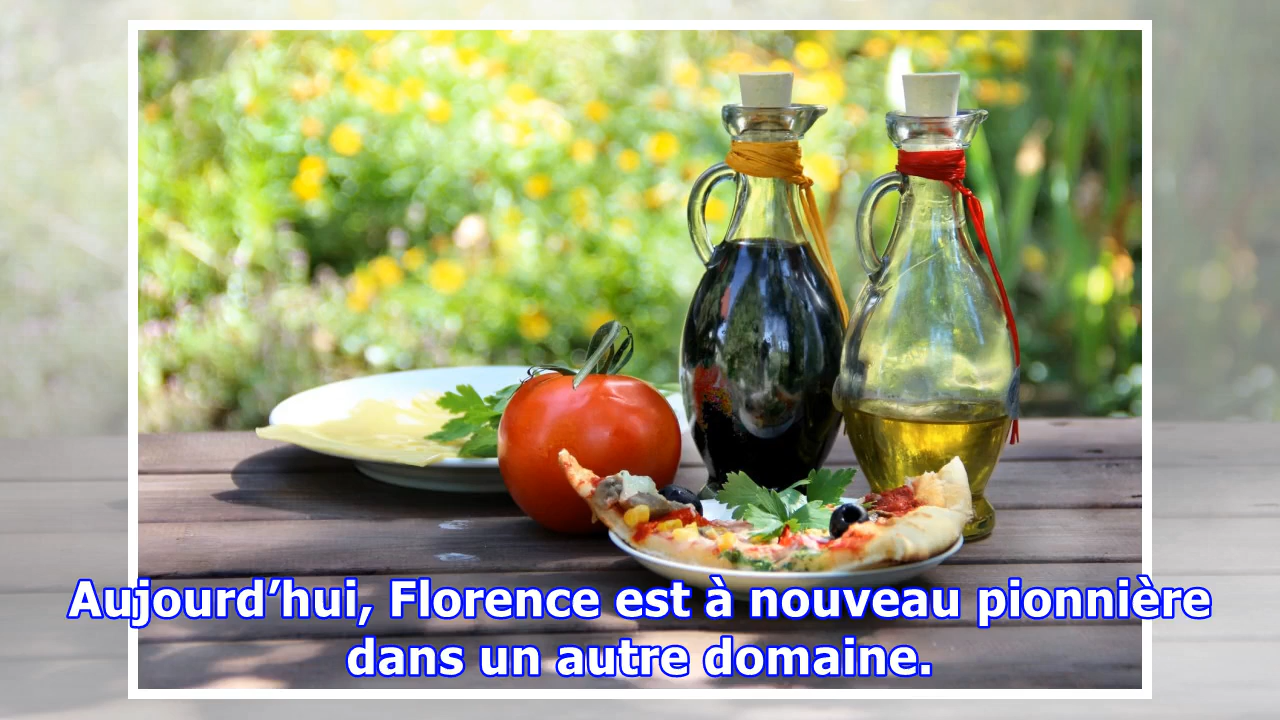 Aujourd’hui, Florence est à nouveau pionnière
dans un autre domaine.